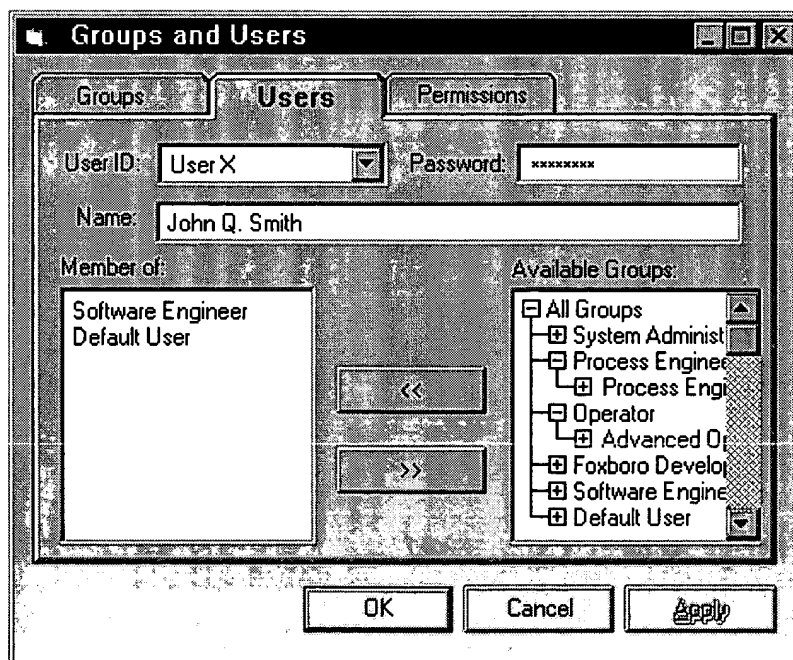 Groups and Users
Groups Users Permissions
User ID: User X Password: xxxxxxxx
Name: John Q. Smith
Member of:
Software Engineer
Default User
<<
>>
Available Groups:
All Groups
System Administ
Process Enginee
Process Engi
Operator
Advanced Op
Foxboro Develop
Software Engine
Default User
OK Cancel Apply